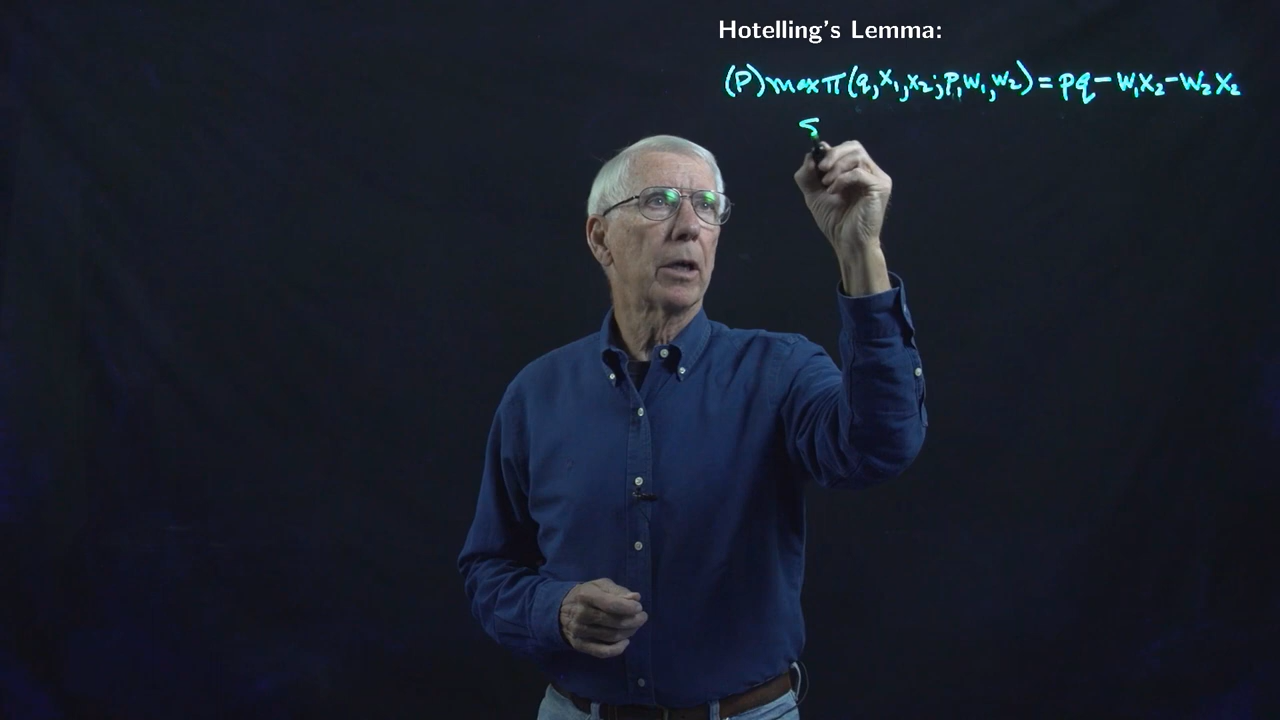 Hotelling's Lemma:
(P) max π(q, x₁, x₂; p, w₁, w₂) = pq − w₁x₂ − w₂x₂
s